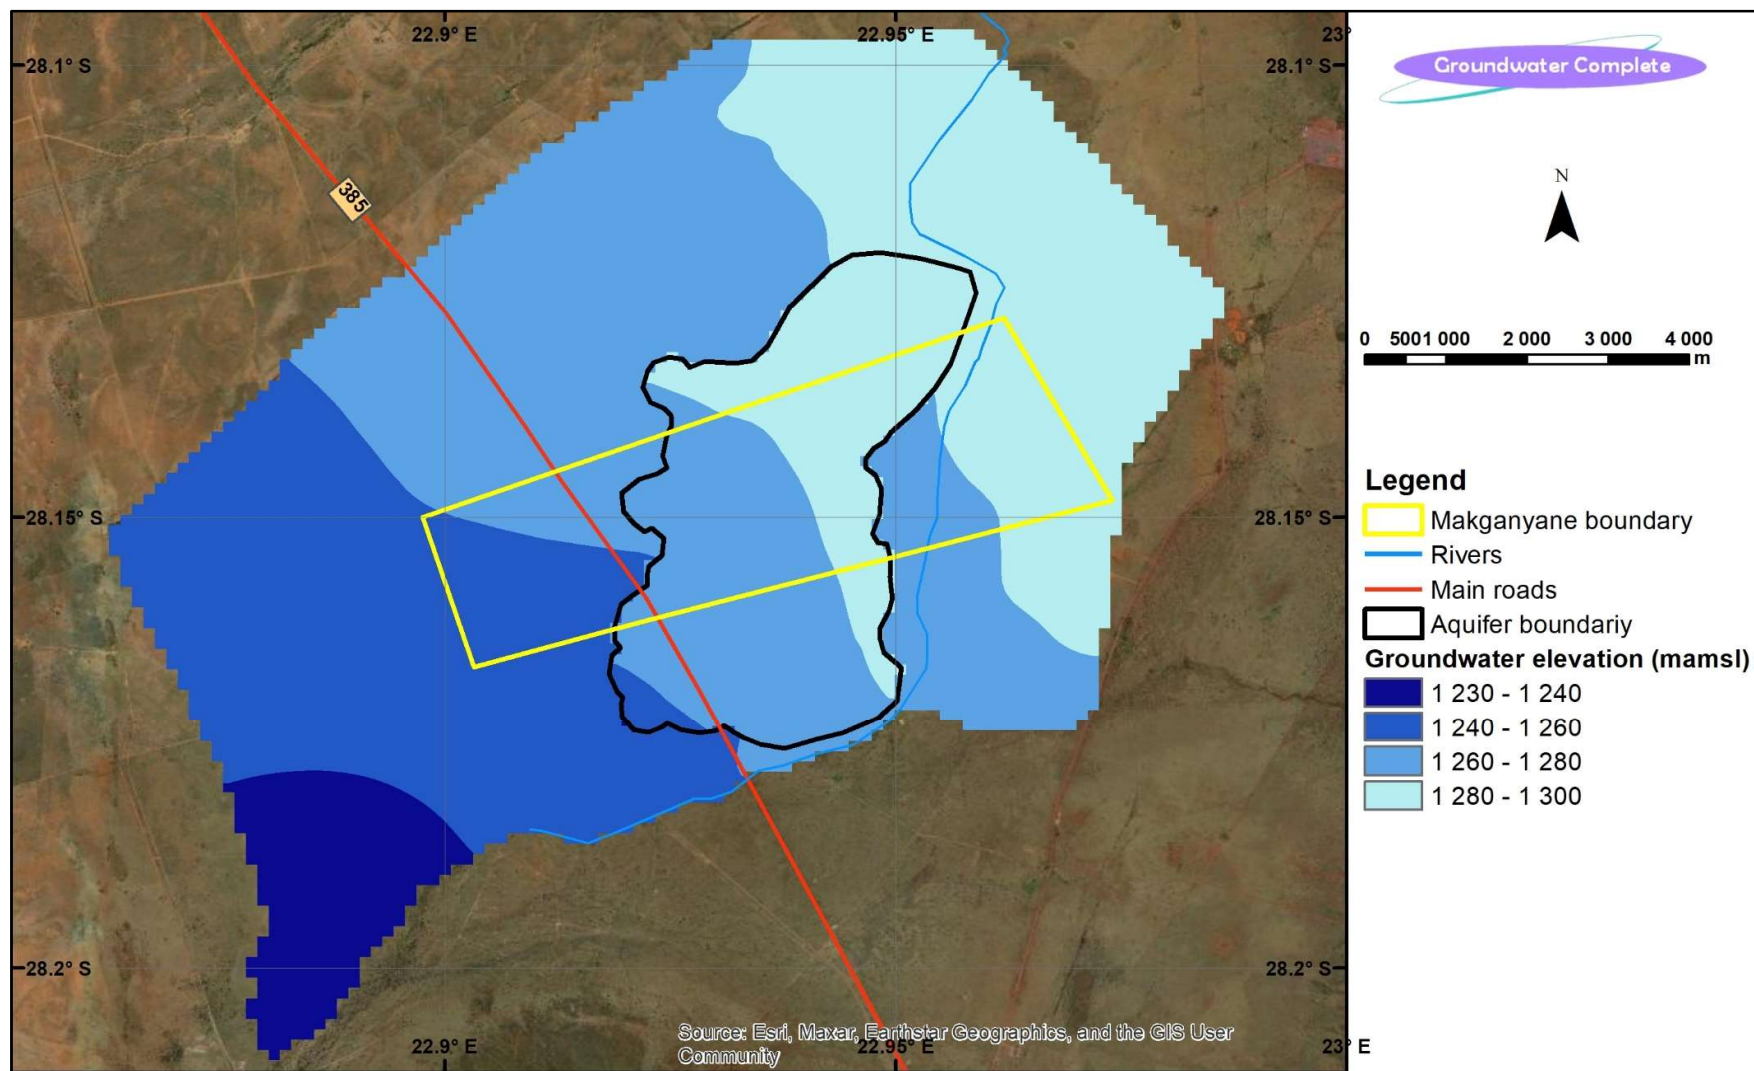 22.9° E
22.95° E
23°
28.1° S
28.1° S
385
28.15° S
28.15° S
28.2° S
28.2° S
Source: Esri, Maxar, Earthstar Geographics, and the GIS User
Community
22.9° E
22.95° E
23° E
Groundwater Complete
N
0 500 1 000 2 000 3 000 4 000
m
Legend
Makganyane boundary
Rivers
Main roads
Aquifer boundariy
Groundwater elevation (mamsl)
1 230 - 1 240
1 240 - 1 260
1 260 - 1 280
1 280 - 1 300